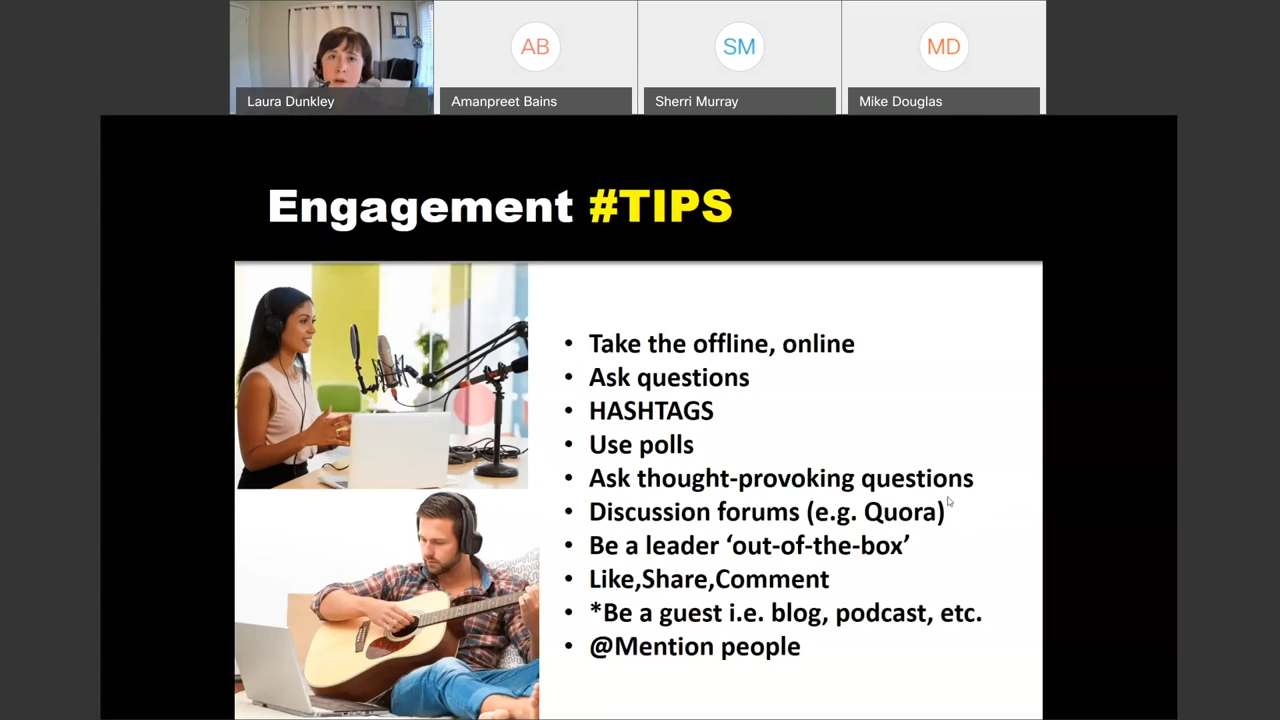 AB
SM
MD
Laura Dunkley
Amanpreet Bains
Sherri Murray
Mike Douglas
Engagement #TIPS
• Take the offline, online
• Ask questions
• HASHTAGS
• Use polls
• Ask thought-provoking questions
• Discussion forums (e.g. Quora)
• Be a leader ‘out-of-the-box’
• Like,Share,Comment
• *Be a guest i.e. blog, podcast, etc.
• @Mention people